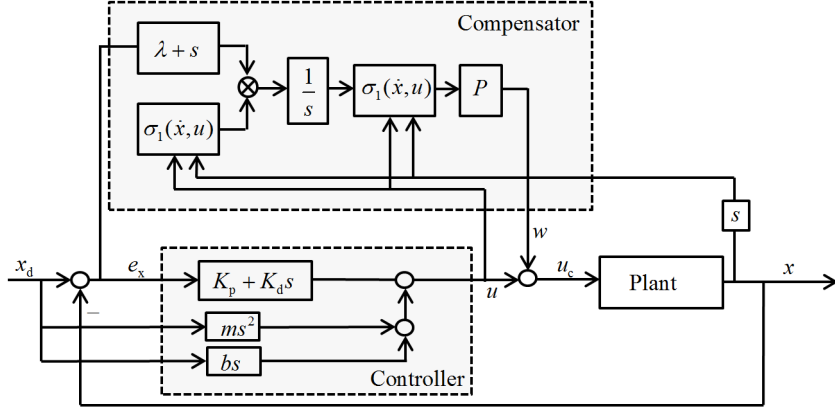 Compensator
λ + s
1
s
σ₁(ẋ,u)
P
σ₁(ẋ,u)
s
w
x_d
e_x
K_p + K_d s
u
u_c
Plant
x
−
ms²
bs
Controller